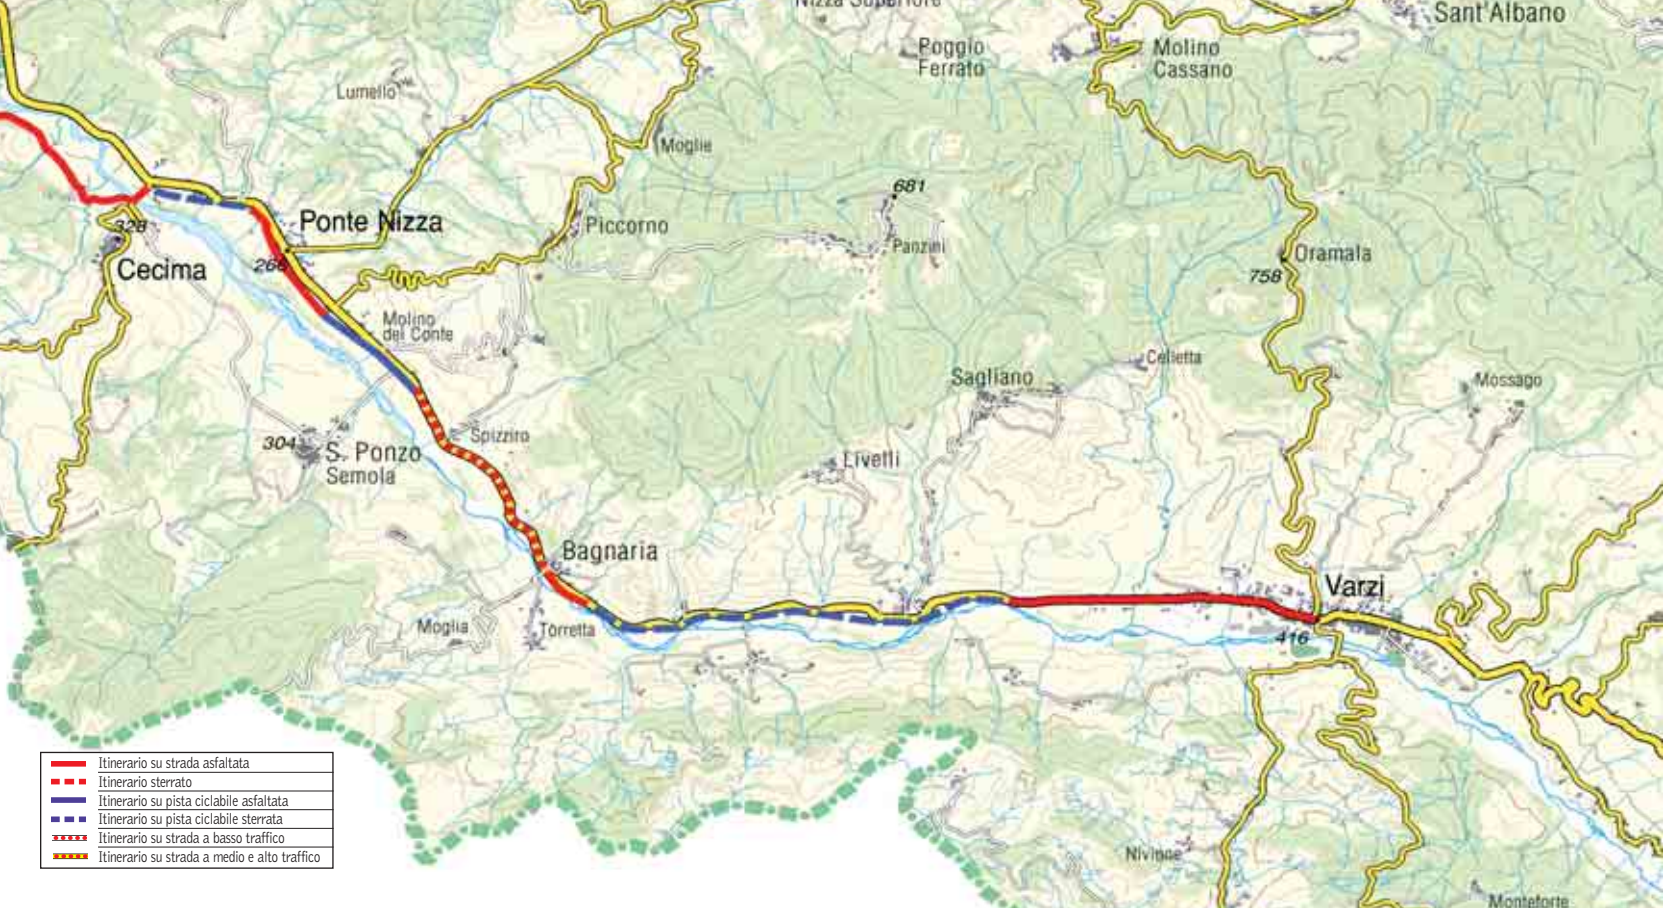 Nizza Superiore
Sant'Albano
Poggio
Ferrato
Molino
Cassano
Lumello
Moglie
681
Ponte Nizza
Piccorno
Panzini
328
Cecima
266
Oramala
758
Molino
del Conte
Celletta
Sagliano
Mossago
304
S. Ponzo
Semola
Spizziro
Livelli
Bagnaria
Varzi
Moglia
Torretta
416
Itinerario su strada asfaltata
Itinerario sterrato
Itinerario su pista ciclabile asfaltata
Itinerario su pista ciclabile sterrata
Itinerario su strada a basso traffico
Itinerario su strada a medio e alto traffico
Nivione
Monteforte